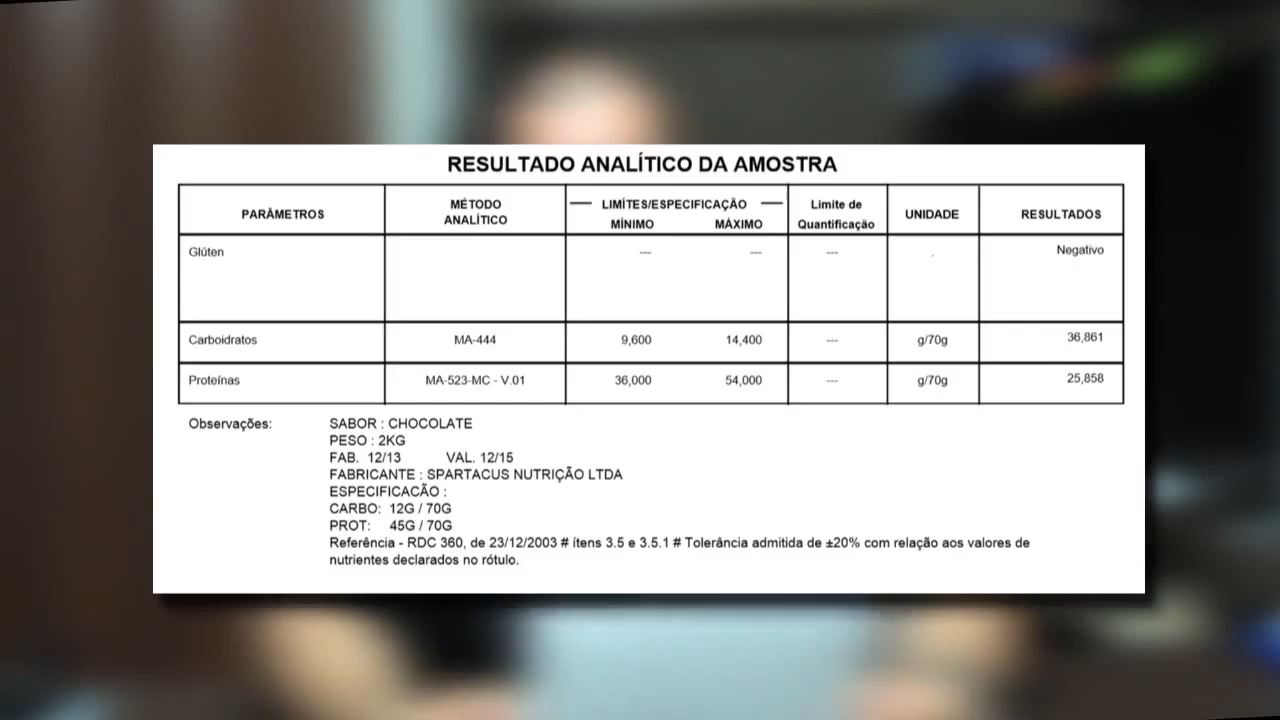 RESULTADO ANALÍTICO DA AMOSTRA
PARÂMETROS MÉTODO ANALÍTICO LIMÍTES/ESPECIFICAÇÃO MÍNIMO MÁXIMO Limite de Quantificação UNIDADE RESULTADOS
Glúten --- --- --- . Negativo
Carboidratos MA-444 9,600 14,400 --- g/70g 36,861
Proteínas MA-523-MC - V.01 36,000 54,000 --- g/70g 25,858
Observações: SABOR : CHOCOLATE
PESO : 2KG
FAB. 12/13 VAL. 12/15
FABRICANTE : SPARTACUS NUTRIÇÃO LTDA
ESPECIFICACÃO :
CARBO: 12G / 70G
PROT: 45G / 70G
Referência - RDC 360, de 23/12/2003 # ítens 3.5 e 3.5.1 # Tolerância admitida de ±20% com relação aos valores de
nutrientes declarados no rótulo.